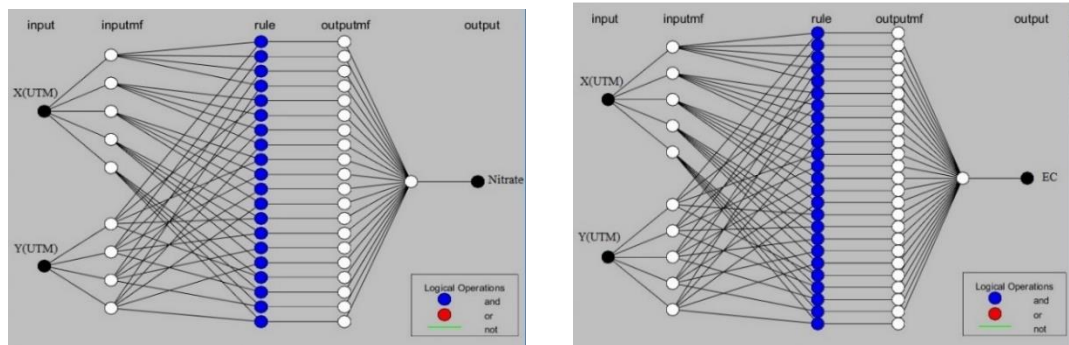 input inputmf rule outputmf output
X(UTM)
Nitrate
Y(UTM)
Logical Operations
and
or
not
input inputmf rule outputmf output
X(UTM)
EC
Y(UTM)
Logical Operations
and
or
not